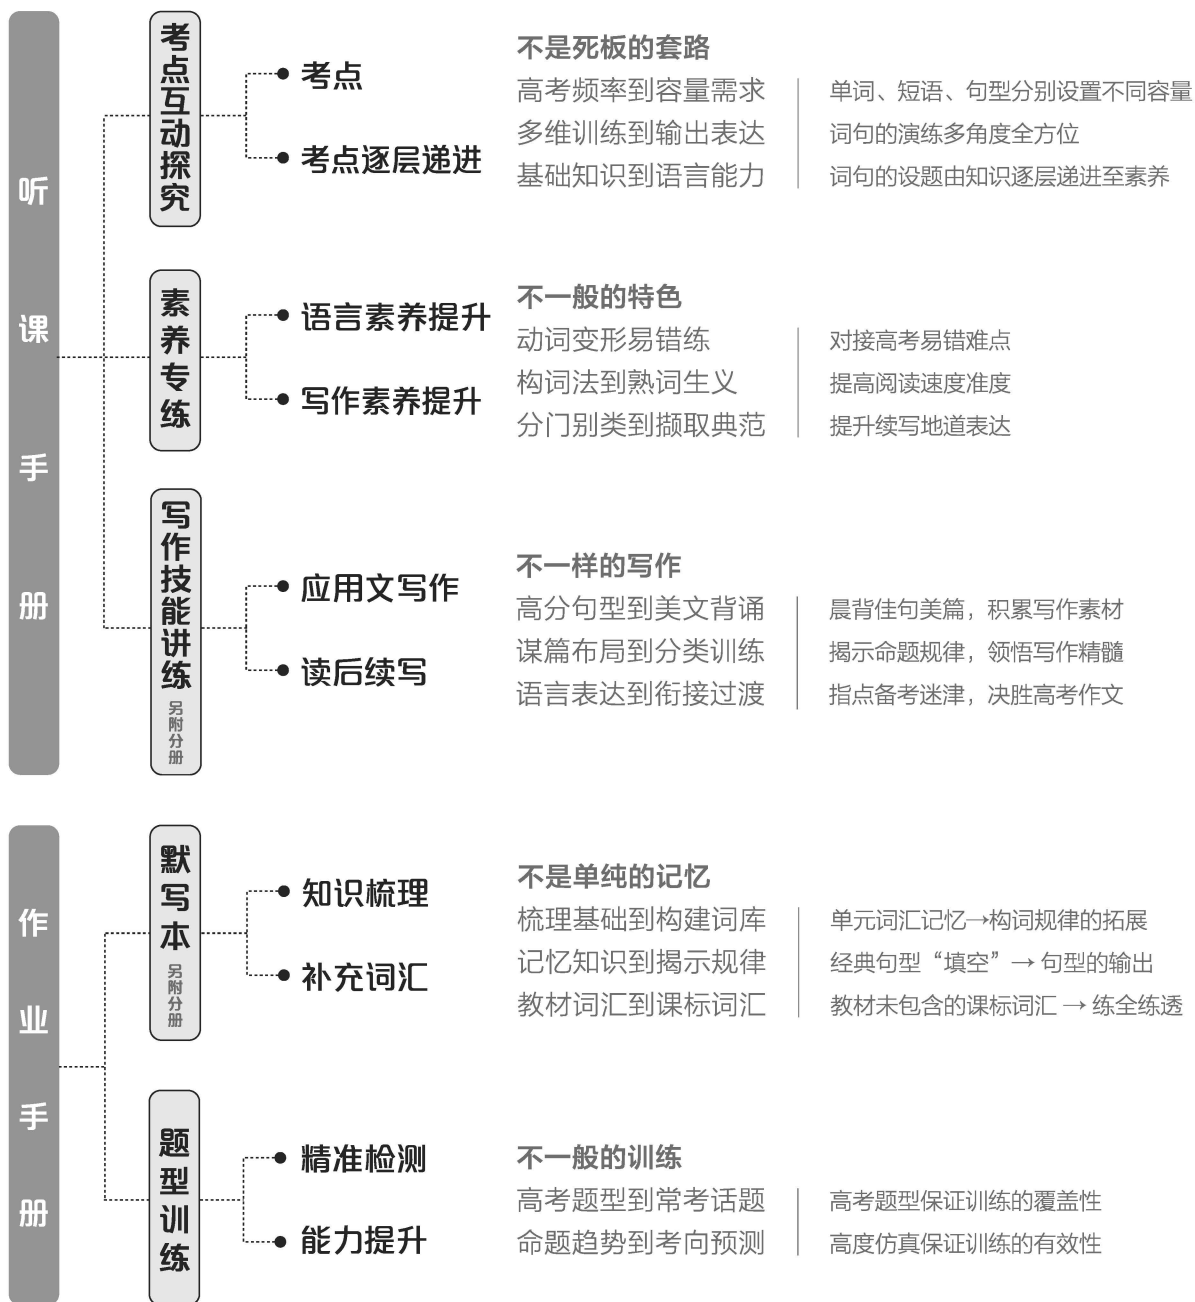 听课手册
考点互动探究
考点
考点逐层递进
不是死板的套路
高考频率到容量需求
单词、短语、句型分别设置不同容量
多维训练到输出表达
词句的演练多角度全方位
基础知识到语言能力
词句的设题由知识逐层递进至素养
素养专练
语言素养提升
写作素养提升
不一般的特色
动词变形易错练
对接高考易错难点
构词法到熟词生义
提高阅读速度准度
分门别类到撷取典范
提升续写地道表达
写作技能讲练
另附分册
应用文写作
读后续写
不一样的写作
高分句型到美文背诵
晨背佳句美篇，积累写作素材
谋篇布局到分类训练
揭示命题规律，领悟写作精髓
语言表达到衔接过渡
指点备考迷津，决胜高考作文
作业手册
默写本
另附分册
知识梳理
补充词汇
不是单纯的记忆
梳理基础到构建词库
单元词汇记忆→构词规律的拓展
记忆知识到揭示规律
经典句型“填空”→ 句型的输出
教材词汇到课标词汇
教材未包含的课标词汇 → 练全练透
题型训练
精准检测
能力提升
不一般的训练
高考题型到常考话题
高考题型保证训练的覆盖性
命题趋势到考向预测
高度仿真保证训练的有效性